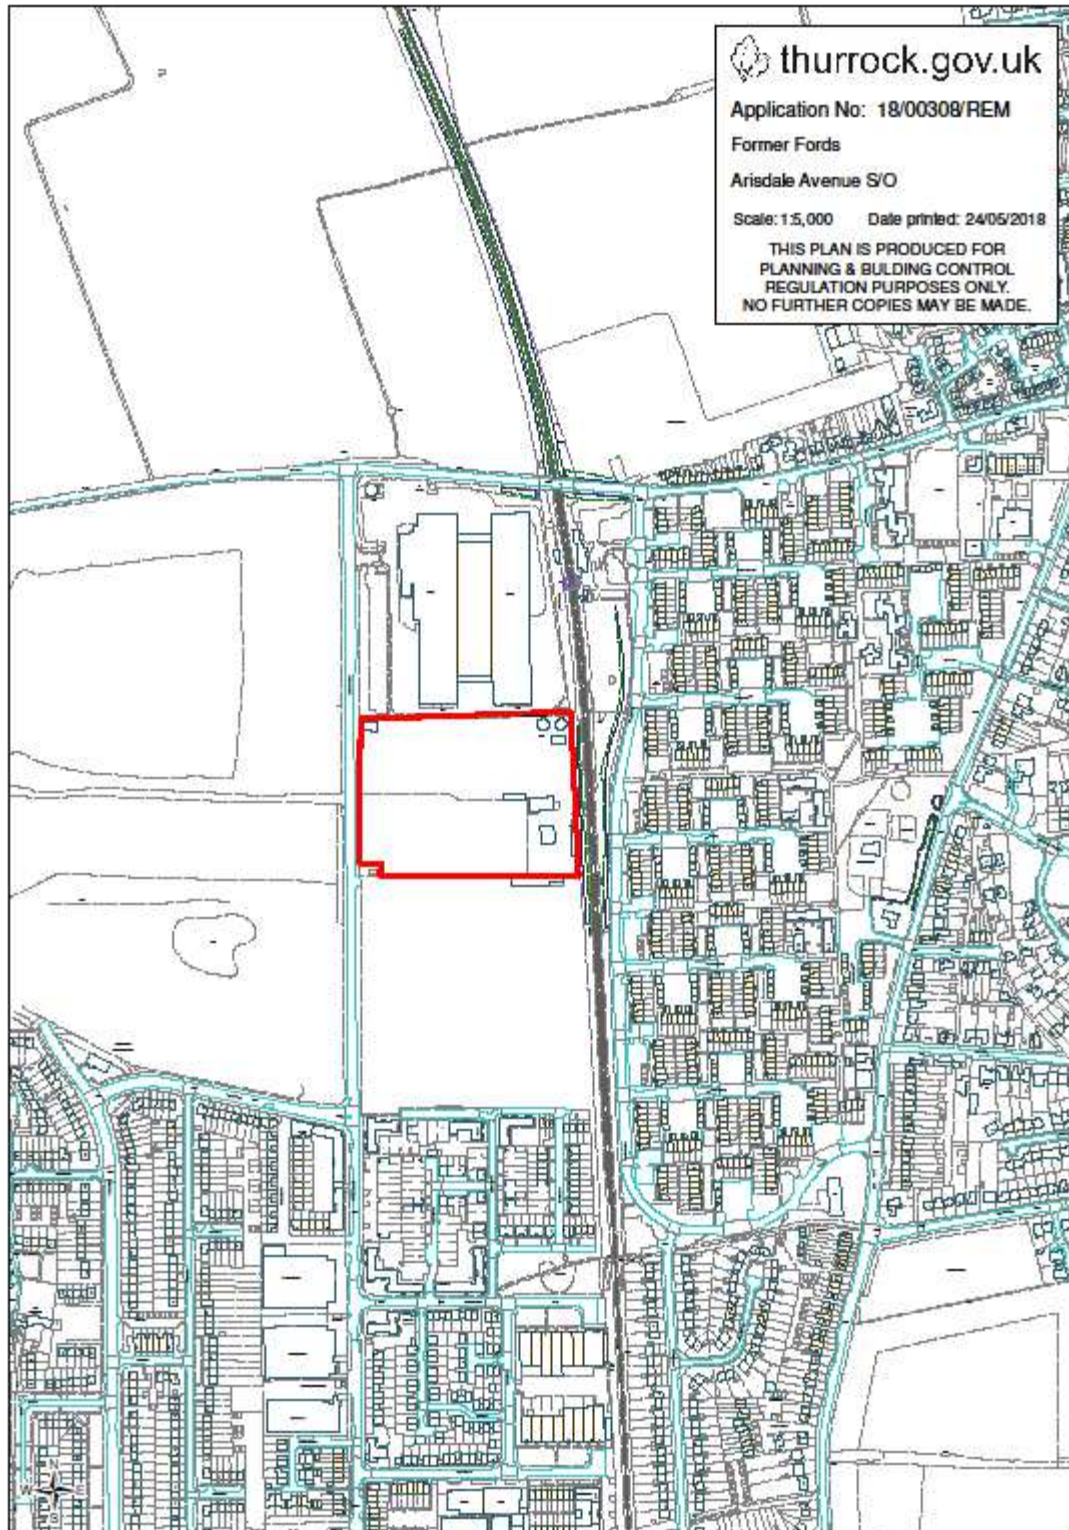 thurrock.gov.uk
Application No: 18/00308/REM
Former Fords
Arisdale Avenue S/O
Scale: 1:5,000 Date printed: 24/05/2018
THIS PLAN IS PRODUCED FOR
PLANNING & BULDING CONTROL
REGULATION PURPOSES ONLY.
NO FURTHER COPIES MAY BE MADE.
N
W E
S